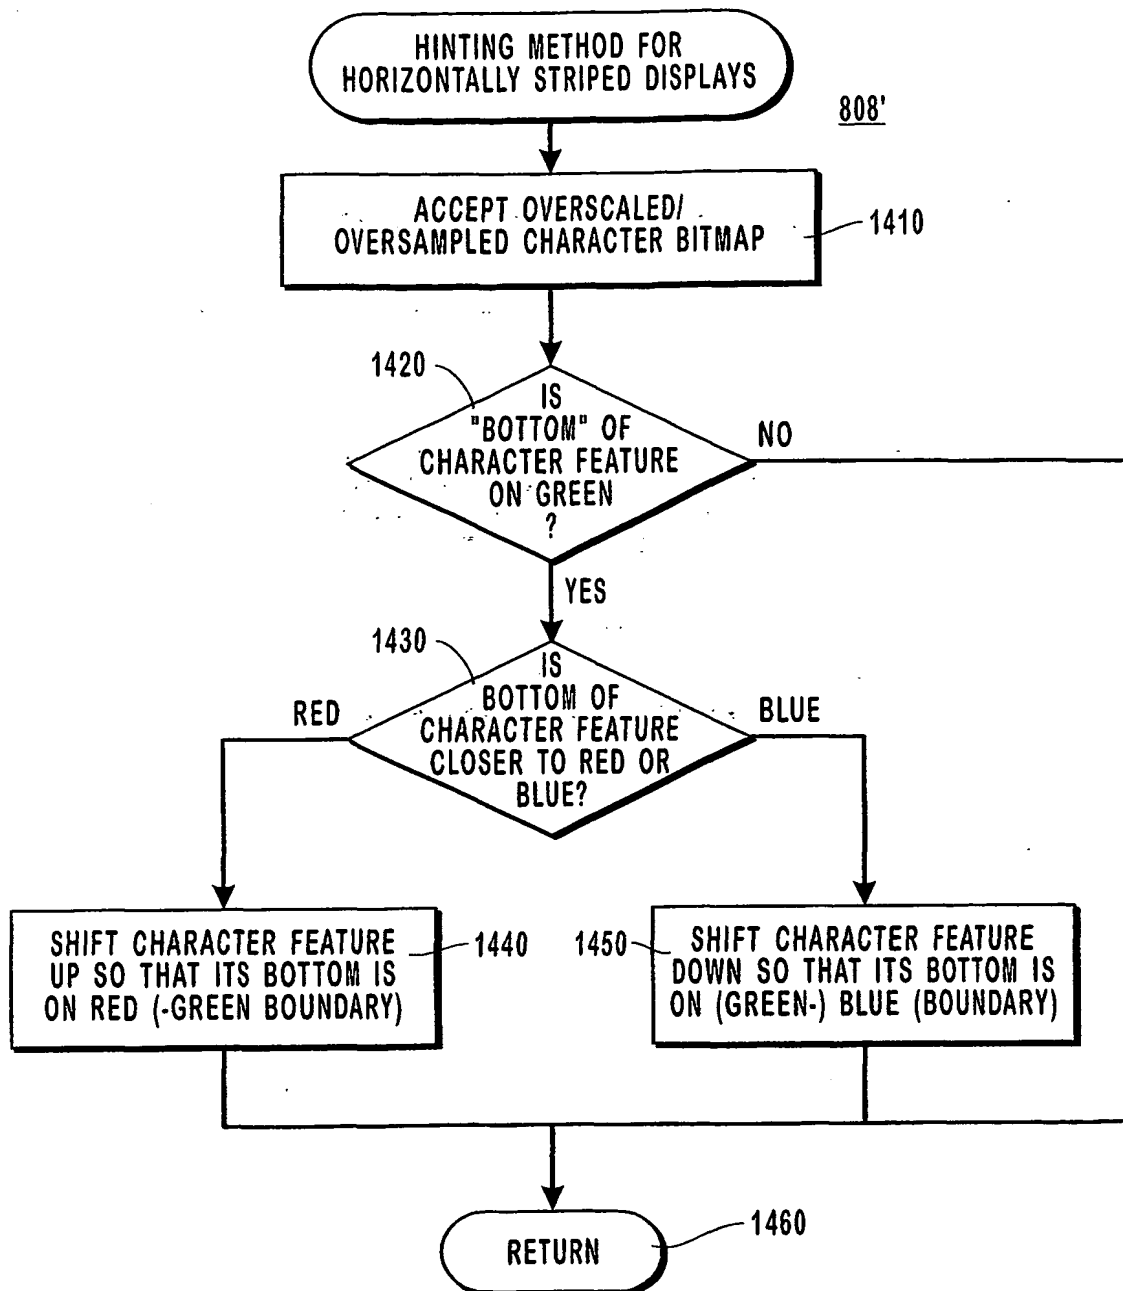 HINTING METHOD FOR
HORIZONTALLY STRIPED DISPLAYS
808'
ACCEPT OVERSCALED/
OVERSAMPLED CHARACTER BITMAP
1410
1420
IS
"BOTTOM" OF
CHARACTER FEATURE
ON GREEN
?
NO
YES
1430
IS
BOTTOM OF
CHARACTER FEATURE
CLOSER TO RED OR
BLUE?
RED
BLUE
SHIFT CHARACTER FEATURE
UP SO THAT ITS BOTTOM IS
ON RED (-GREEN BOUNDARY)
1440
1450
SHIFT CHARACTER FEATURE
DOWN SO THAT ITS BOTTOM IS
ON (GREEN-) BLUE (BOUNDARY)
RETURN
1460